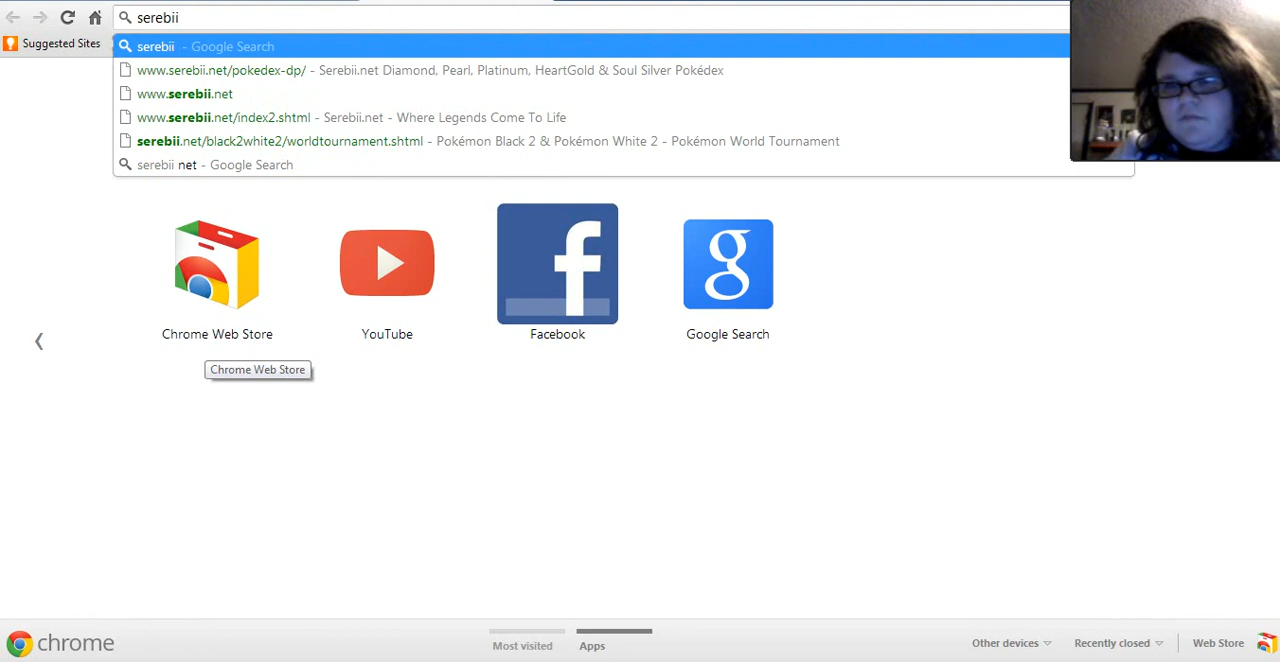 serebii
Suggested Sites
serebii - Google Search
www.serebii.net/pokedex-dp/ - Serebii.net Diamond, Pearl, Platinum, HeartGold & Soul Silver Pokédex
www.serebii.net
www.serebii.net/index2.shtml - Serebii.net - Where Legends Come To Life
serebii.net/black2white2/worldtournament.shtml - Pokémon Black 2 & Pokémon White 2 - Pokémon World Tournament
serebii net - Google Search
f
g
Chrome Web Store YouTube Facebook Google Search
Chrome Web Store
chrome Most visited Apps Other devices Recently closed Web Store